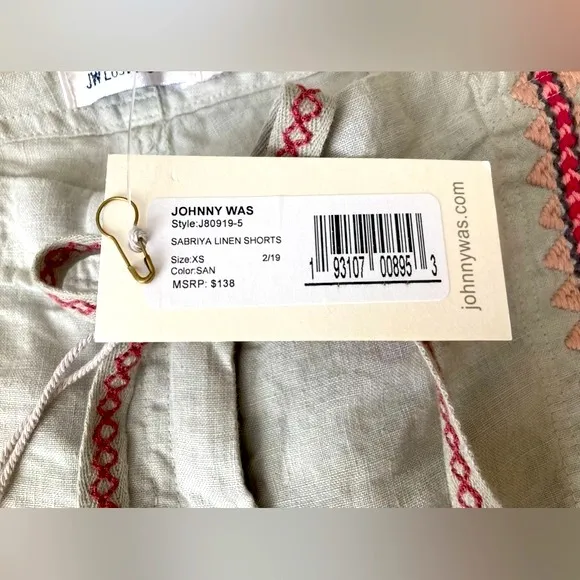 JOHNNY WAS
Style:J80919-5
SABRIYA LINEN SHORTS
Size:XS 2/19
Color:SAN
MSRP: $138
1 93107 00895 3
johnnywas.com